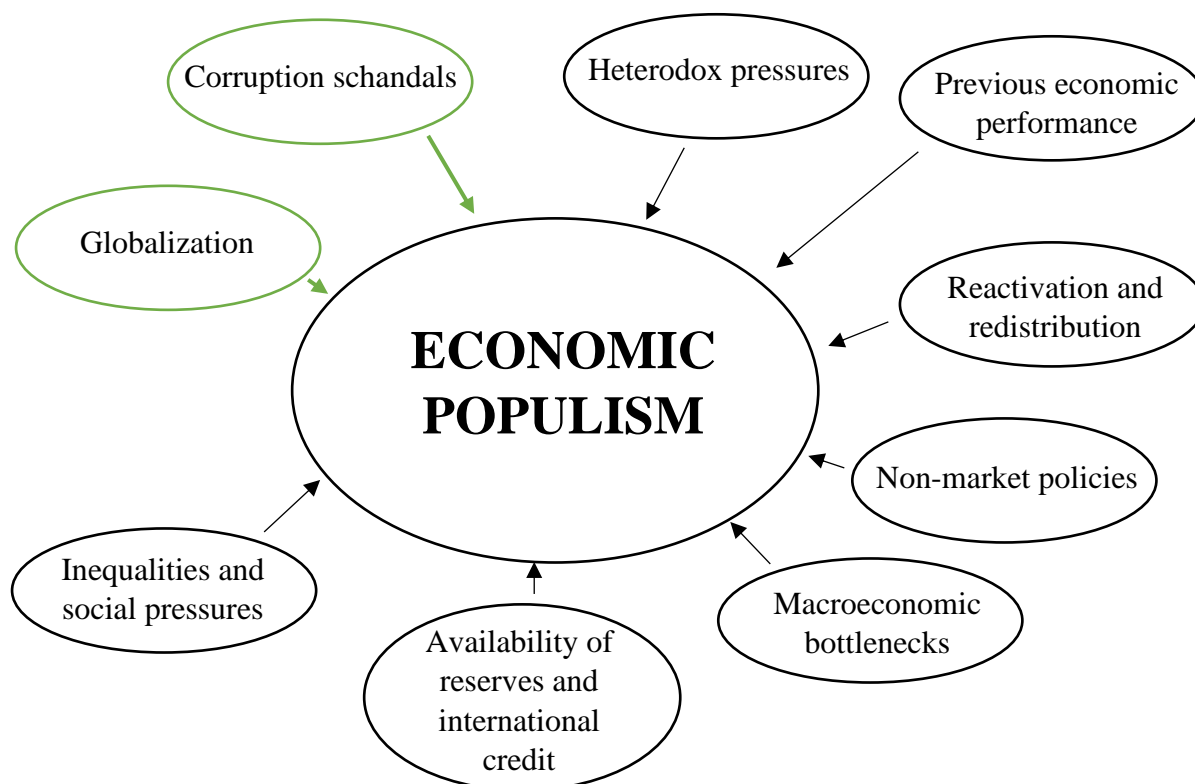 Corruption schandals
Heterodox pressures
Previous economic
performance
Globalization
Reactivation and
redistribution
ECONOMIC
POPULISM
Non-market policies
Inequalities and
social pressures
Macroeconomic
bottlenecks
Availability of
reserves and
international
credit